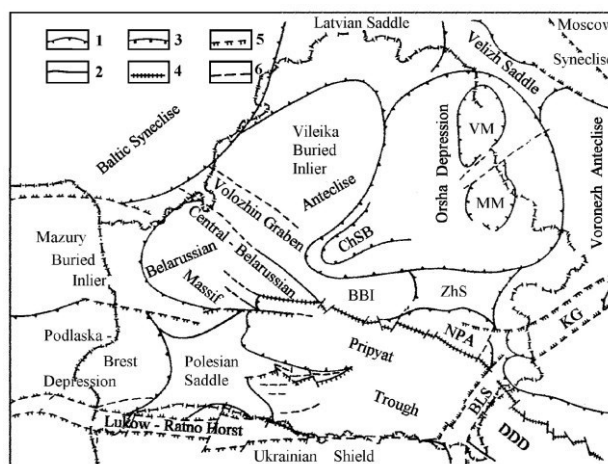 1 3 5
2 4 6
Latvian Saddle
Moscow
Syneclise
Velizh Saddle
Baltic Syneclise
Vileika
Buried
Inlier
Anteclise
Orsha Depression
VM
MM
Voronezh Anteclise
Volozhin Graben
Central - Belarussian
Mazury
Buried
Inlier
Belarussian
Massif
ChSB
BBI
ZhS
NPA
KG
Podlaska -
Depression
Brest
Polesian
Saddle
Pripyat
Trough
BLS
DDD
Lukow - Ratno Horst
Ukrainian Shield